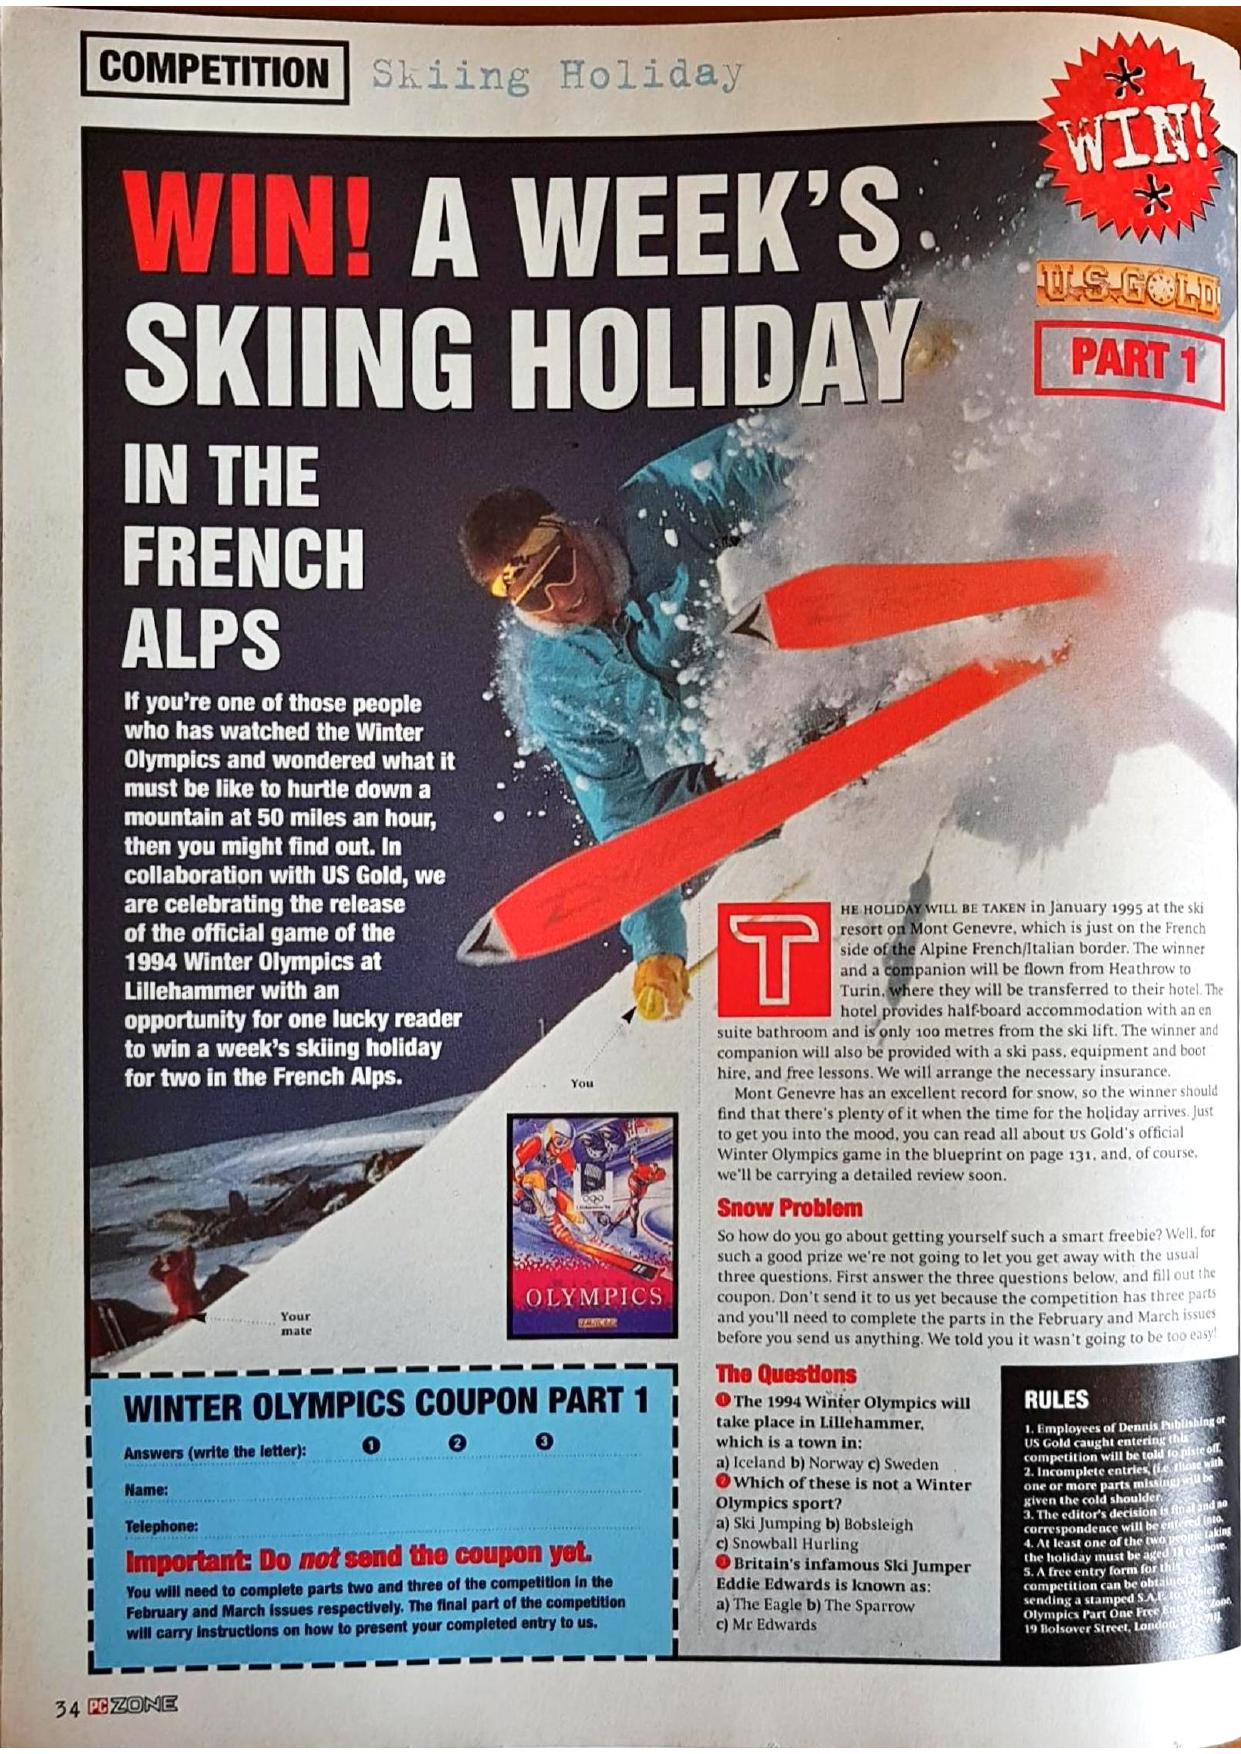 COMPETITION Skiing Holiday
* WIN! *
WIN! A WEEK'S
SKIING HOLIDAY
IN THE
FRENCH
ALPS
U.S. GOLD
PART 1
If you're one of those people
who has watched the Winter
Olympics and wondered what it
must be like to hurtle down a
mountain at 50 miles an hour,
then you might find out. In
collaboration with US Gold, we
are celebrating the release
of the official game of the
1994 Winter Olympics at
Lillehammer with an
opportunity for one lucky reader
to win a week's skiing holiday
for two in the French Alps.
You
Your
mate
OLYMPICS
THE HOLIDAY WILL BE TAKEN in January 1995 at the ski
resort on Mont Genevre, which is just on the French
side of the Alpine French/Italian border. The winner
and a companion will be flown from Heathrow to
Turin, where they will be transferred to their hotel. The
hotel provides half-board accommodation with an en
suite bathroom and is only 100 metres from the ski lift. The winner and
companion will also be provided with a ski pass, equipment and boot
hire, and free lessons. We will arrange the necessary insurance.
Mont Genevre has an excellent record for snow, so the winner should
find that there's plenty of it when the time for the holiday arrives. Just
to get you into the mood, you can read all about US Gold's official
Winter Olympics game in the blueprint on page 131, and, of course,
we'll be carrying a detailed review soon.
Snow Problem
So how do you go about getting yourself such a smart freebie? Well, for
such a good prize we're not going to let you get away with the usual
three questions. First answer the three questions below, and fill out the
coupon. Don't send it to us yet because the competition has three parts
and you'll need to complete the parts in the February and March issues
before you send us anything. We told you it wasn't going to be too easy!
The Questions
1 The 1994 Winter Olympics will
take place in Lillehammer,
which is a town in:
a) Iceland b) Norway c) Sweden
2 Which of these is not a Winter
Olympics sport?
a) Ski Jumping b) Bobsleigh
c) Snowball Hurling
3 Britain's infamous Ski Jumper
Eddie Edwards is known as:
a) The Eagle b) The Sparrow
c) Mr Edwards
RULES
1. Employees of Dennis Publishing or
US Gold caught entering this
competition will be told to piste off.
2. Incomplete entries, (i.e. those with
one or more parts missing) will be
given the cold shoulder.
3. The editor's decision is final and no
correspondence will be entered into.
4. At least one of the two people taking
the holiday must be aged 18 or above.
5. A free entry form for this
competition can be obtained by
sending a stamped S.A.E. to Winter
Olympics Part One Free Zone,
19 Bolsover Street, London,
WINTER OLYMPICS COUPON PART 1
Answers (write the letter): 1 2 3
Name:
Telephone:
Important: Do not send the coupon yet.
You will need to complete parts two and three of the competition in the
February and March issues respectively. The final part of the competition
will carry instructions on how to present your completed entry to us.
34 PC ZONE